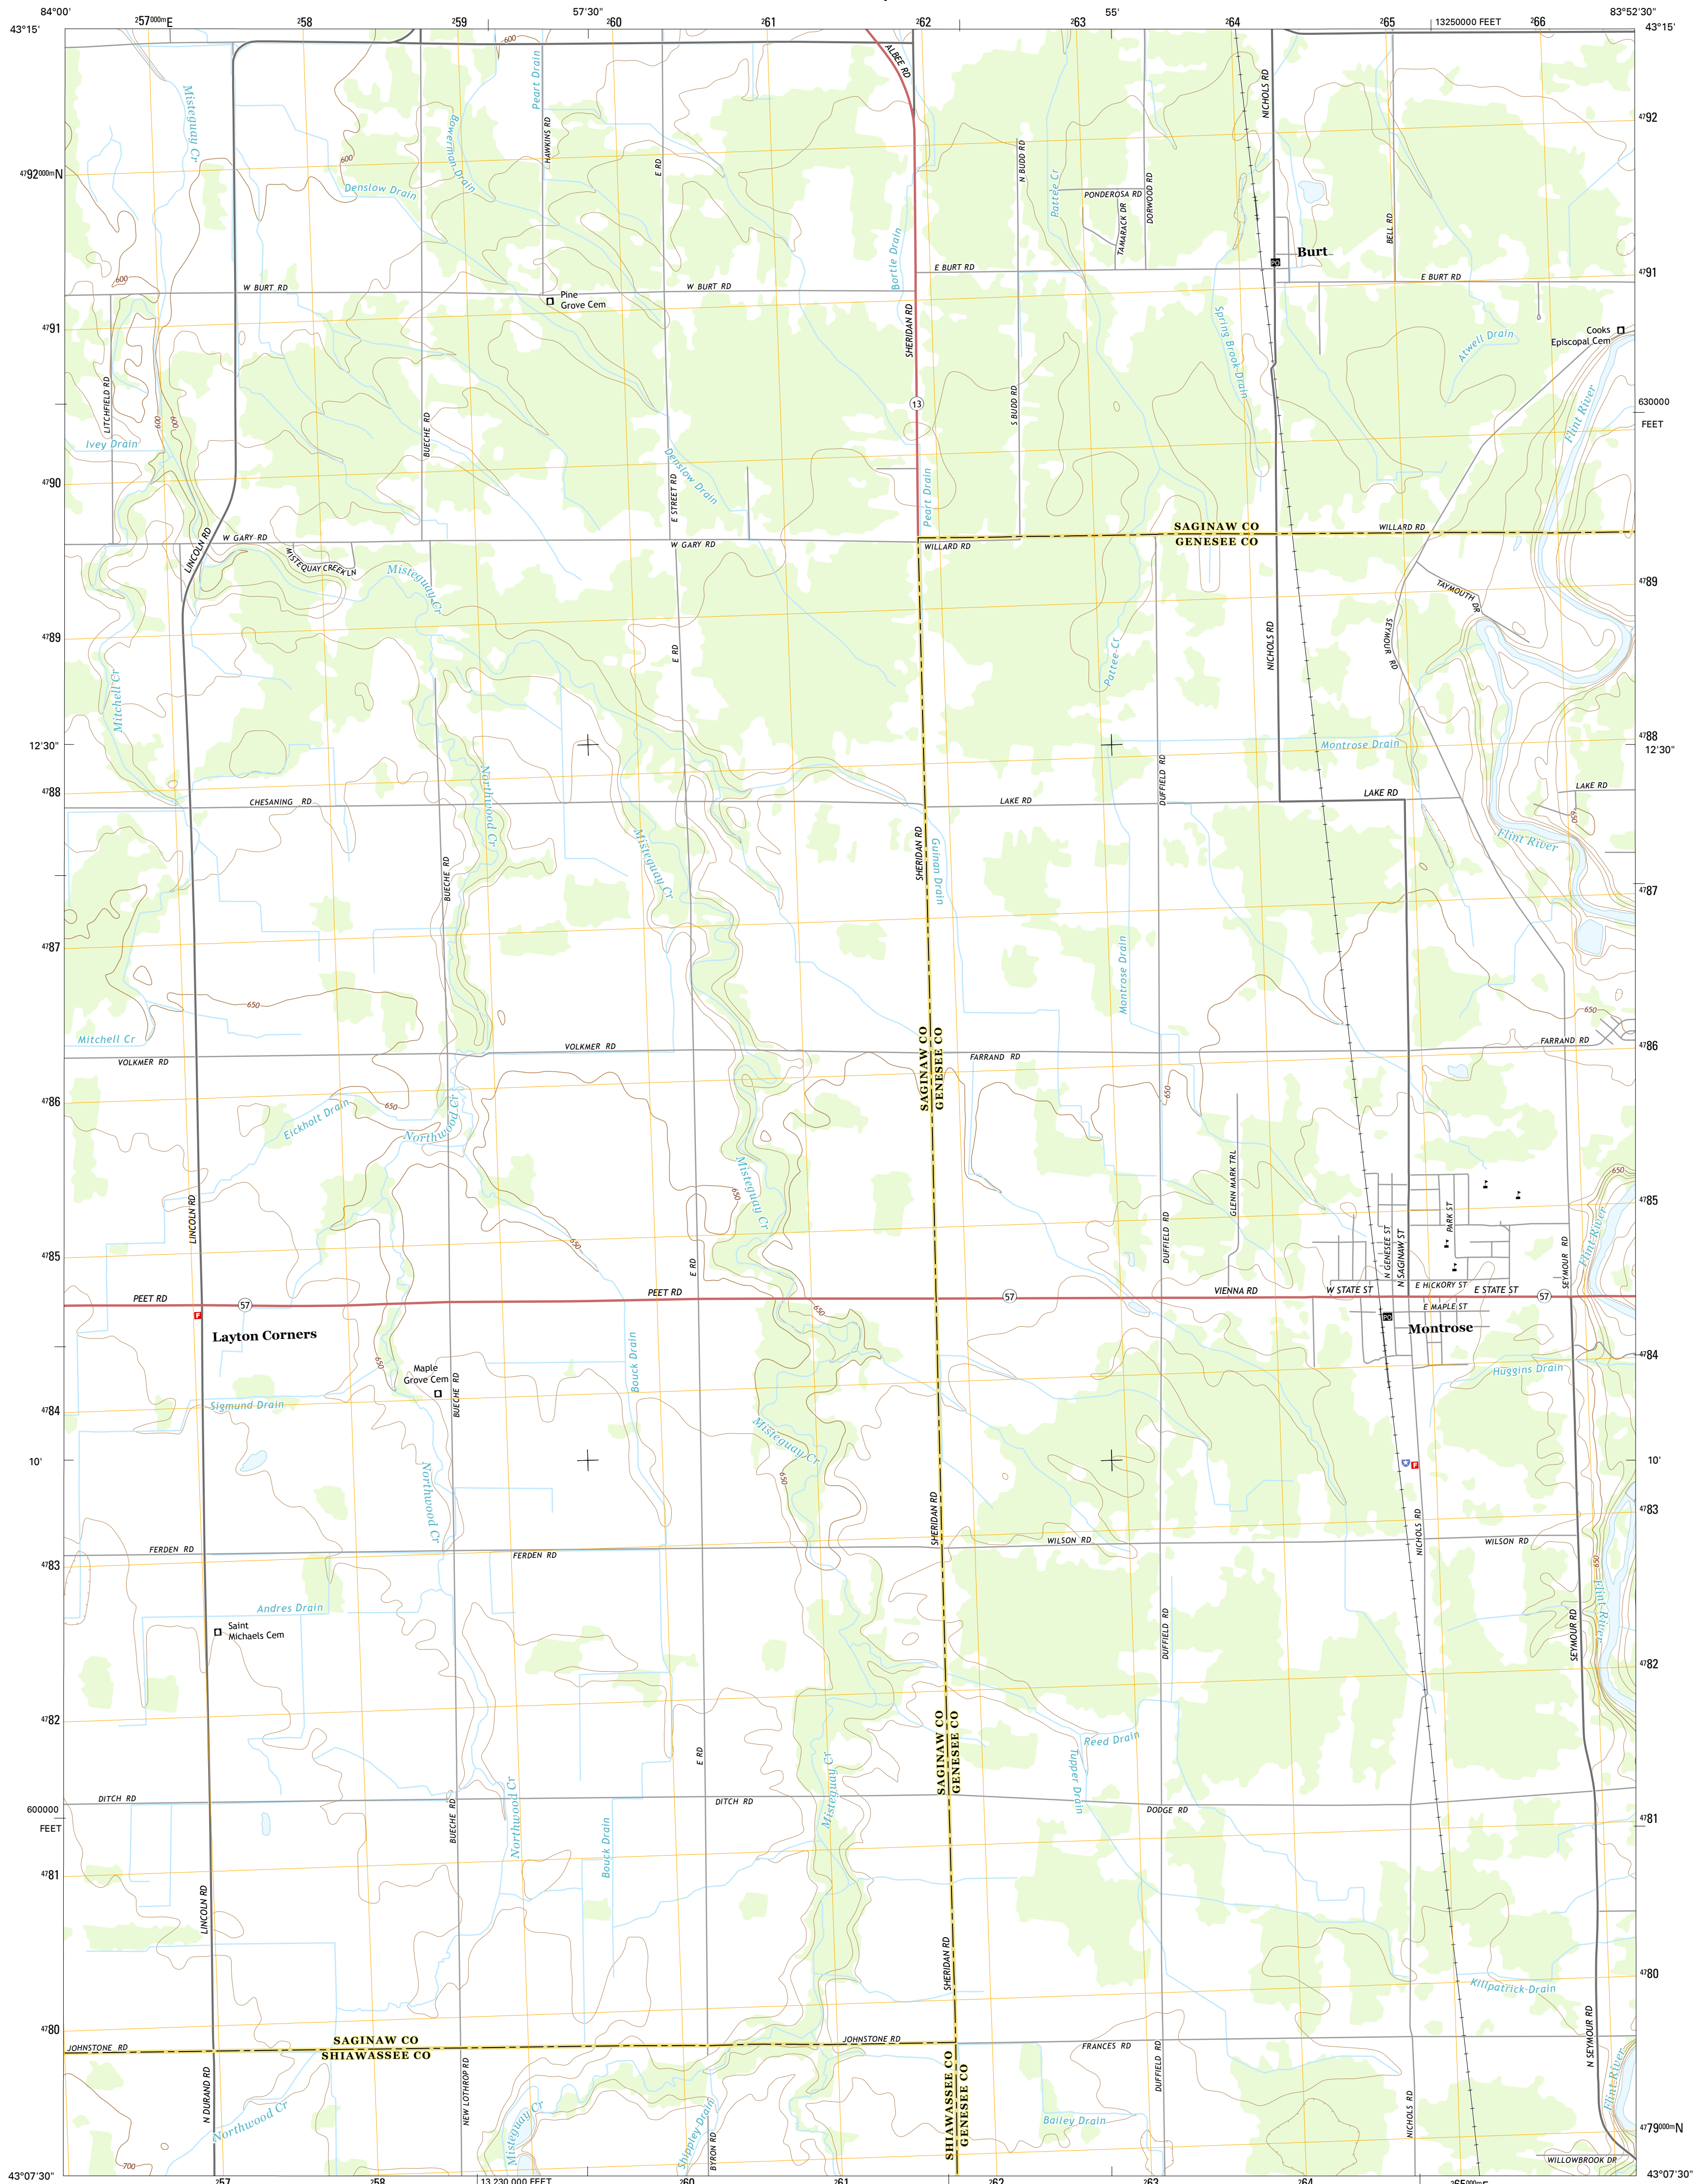 84°00'
²57⁰⁰⁰ᵐE
²58
²59
57'30"
²60
²61
²62
²63
55'
²64
²65
13250000 FEET
²66
83°52'30"
43°15'
43°15'
ALBEE RD
NICHOLS RD
600
Peart Drain
Misteguay Cr
Bowerman Drain
HAWKINS RD
E RD
N BUDD RD
⁴⁷92
⁴⁷92⁰⁰⁰ᵐN
600
Denslow Drain
Pattee Cr
PONDEROSA RD
TAMARACK DR
DORWOOD RD
BELL RD
Bortle Drain
PO
Burt
E BURT RD
E BURT RD
⁴⁷91
600
W BURT RD
W BURT RD
Pine
Grove Cem
SHERIDAN RD
Spring Brook Drain
Atwell Drain
Cooks
Episcopal Cem
⁴⁷91
LITCHFIELD RD
600
600
BUECHE RD
13
S BUDD RD
Flint River
630000
FEET
Ivey Drain
Denslow Drain
E STREET RD
Peart Drain
⁴⁷90
SAGINAW CO
GENESEE CO
WILLARD RD
LINCOLN RD
W GARY RD
W GARY RD
WILLARD RD
MISTEQUAY CREEK LN
Misteguay Cr
TAYMOUTH DR
⁴⁷89
⁴⁷89
E RD
Pattee Cr
NICHOLS RD
SEYMOUR RD
Mitchell Cr
12'30"
Montrose Drain
⁴⁷88
12'30"
⁴⁷88
Northwood Cr
DUFFIELD RD
CHESANING RD
LAKE RD
LAKE RD
LAKE RD
650
BUECHE RD
Misteguay Cr
SHERIDAN RD
Guinan Drain
Flint River
⁴⁷87
⁴⁷87
Montrose Drain
650
650
Mitchell Cr
VOLKMER RD
VOLKMER RD
SAGINAW CO
GENESEE CO
FARRAND RD
FARRAND RD
⁴⁷86
⁴⁷86
Eickholt Drain
650
Northwood Cr
650
GLENN MARK TRL
650
Misteguay Cr
650
LINCOLN RD
650
DUFFIELD RD
PARK ST
N GENESEE ST
N SAGINAW ST
SEYMOUR RD
Flint River
⁴⁷85
⁴⁷85
E RD
E HICKORY ST
PEET RD
57
PEET RD
57
VIENNA RD
W STATE ST
E STATE ST
57
650
E MAPLE ST
F
Layton Corners
PO
Montrose
Bouck Drain
650
Maple
Grove Cem
Huggins Drain
⁴⁷84
⁴⁷84
Sigmund Drain
BUECHE RD
Misteguay Cr
10'
650
F
10'
Northwood Cr
SHERIDAN RD
⁴⁷83
NICHOLS RD
FERDEN RD
FERDEN RD
WILSON RD
WILSON RD
⁴⁷83
650
Andres Drain
Saint
Michaels Cem
DUFFIELD RD
SEYMOUR RD
Flint River
⁴⁷82
⁴⁷82
SAGINAW CO
GENESEE CO
E RD
Reed Drain
Tupper Drain
Misteguay Cr
Northwood Cr
DITCH RD
DITCH RD
DODGE RD
600000
FEET
BUECHE RD
Bouck Drain
⁴⁷81
⁴⁷81
LINCOLN RD
SHERIDAN RD
⁴⁷80
Killpatrick Drain
⁴⁷80
N SEYMOUR RD
SAGINAW CO
SHIAWASSEE CO
JOHNSTONE RD
JOHNSTONE RD
FRANCES RD
DUFFIELD RD
SHIAWASSEE CO
GENESEE CO
N DURAND RD
NEW LOTHROP RD
Northwood Cr
Misteguay Cr
Shippley Drain
BYRON RD
Bailey Drain
NICHOLS RD
Flint River
⁴⁷79⁰⁰⁰ᵐN
WILLOWBROOK DR
700
43°07'30"
²57
²58
13 230 000 FEET
²60
²61
²62
²63
²64
²65⁰⁰⁰ᵐE
43°07'30"